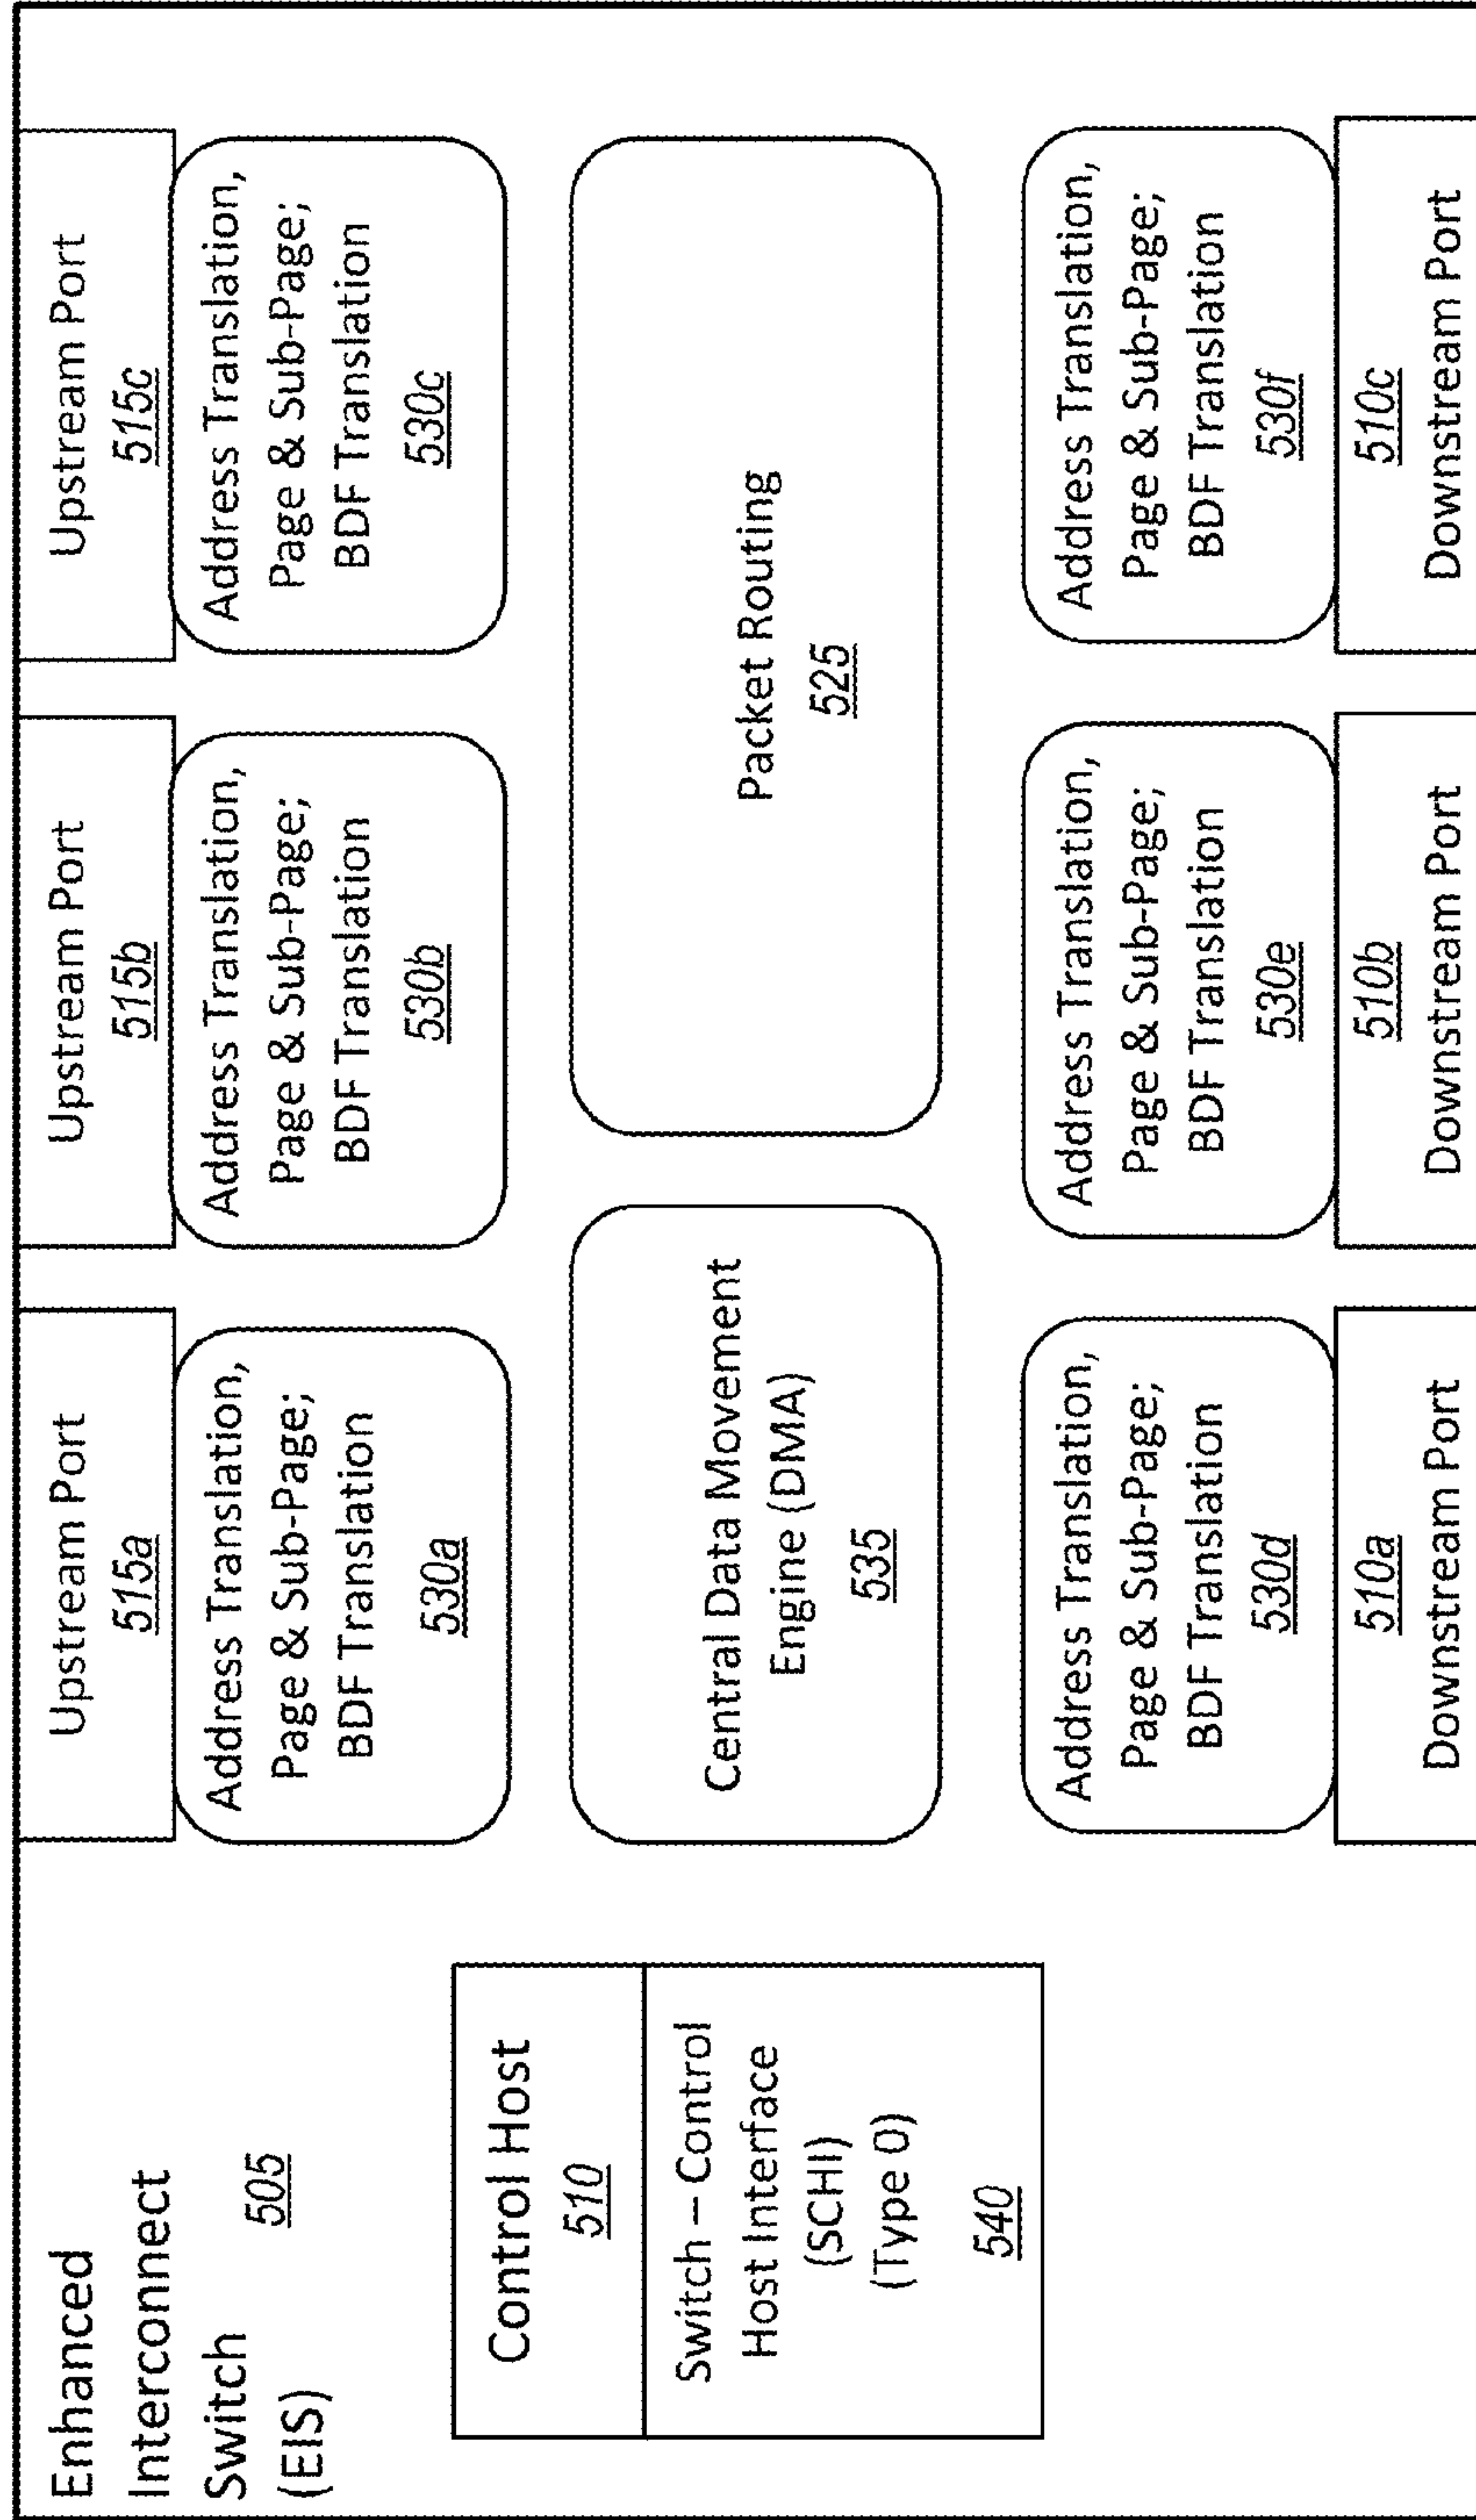 Enhanced
Interconnect
Switch 505
(EIS)
Upstream Port
515a
Upstream Port
515b
Upstream Port
515c
Address Translation,
Page & Sub-Page;
BDF Translation
530a
Address Translation,
Page & Sub-Page;
BDF Translation
530b
Address Translation,
Page & Sub-Page;
BDF Translation
530c
Control Host
510
Switch – Control
Host Interface
(SCHI)
(Type 0)
540
Central Data Movement
Engine (DMA)
535
Packet Routing
525
Address Translation,
Page & Sub-Page;
BDF Translation
530d
Address Translation,
Page & Sub-Page;
BDF Translation
530e
Address Translation,
Page & Sub-Page;
BDF Translation
530f
510a
Downstream Port
510b
Downstream Port
510c
Downstream Port